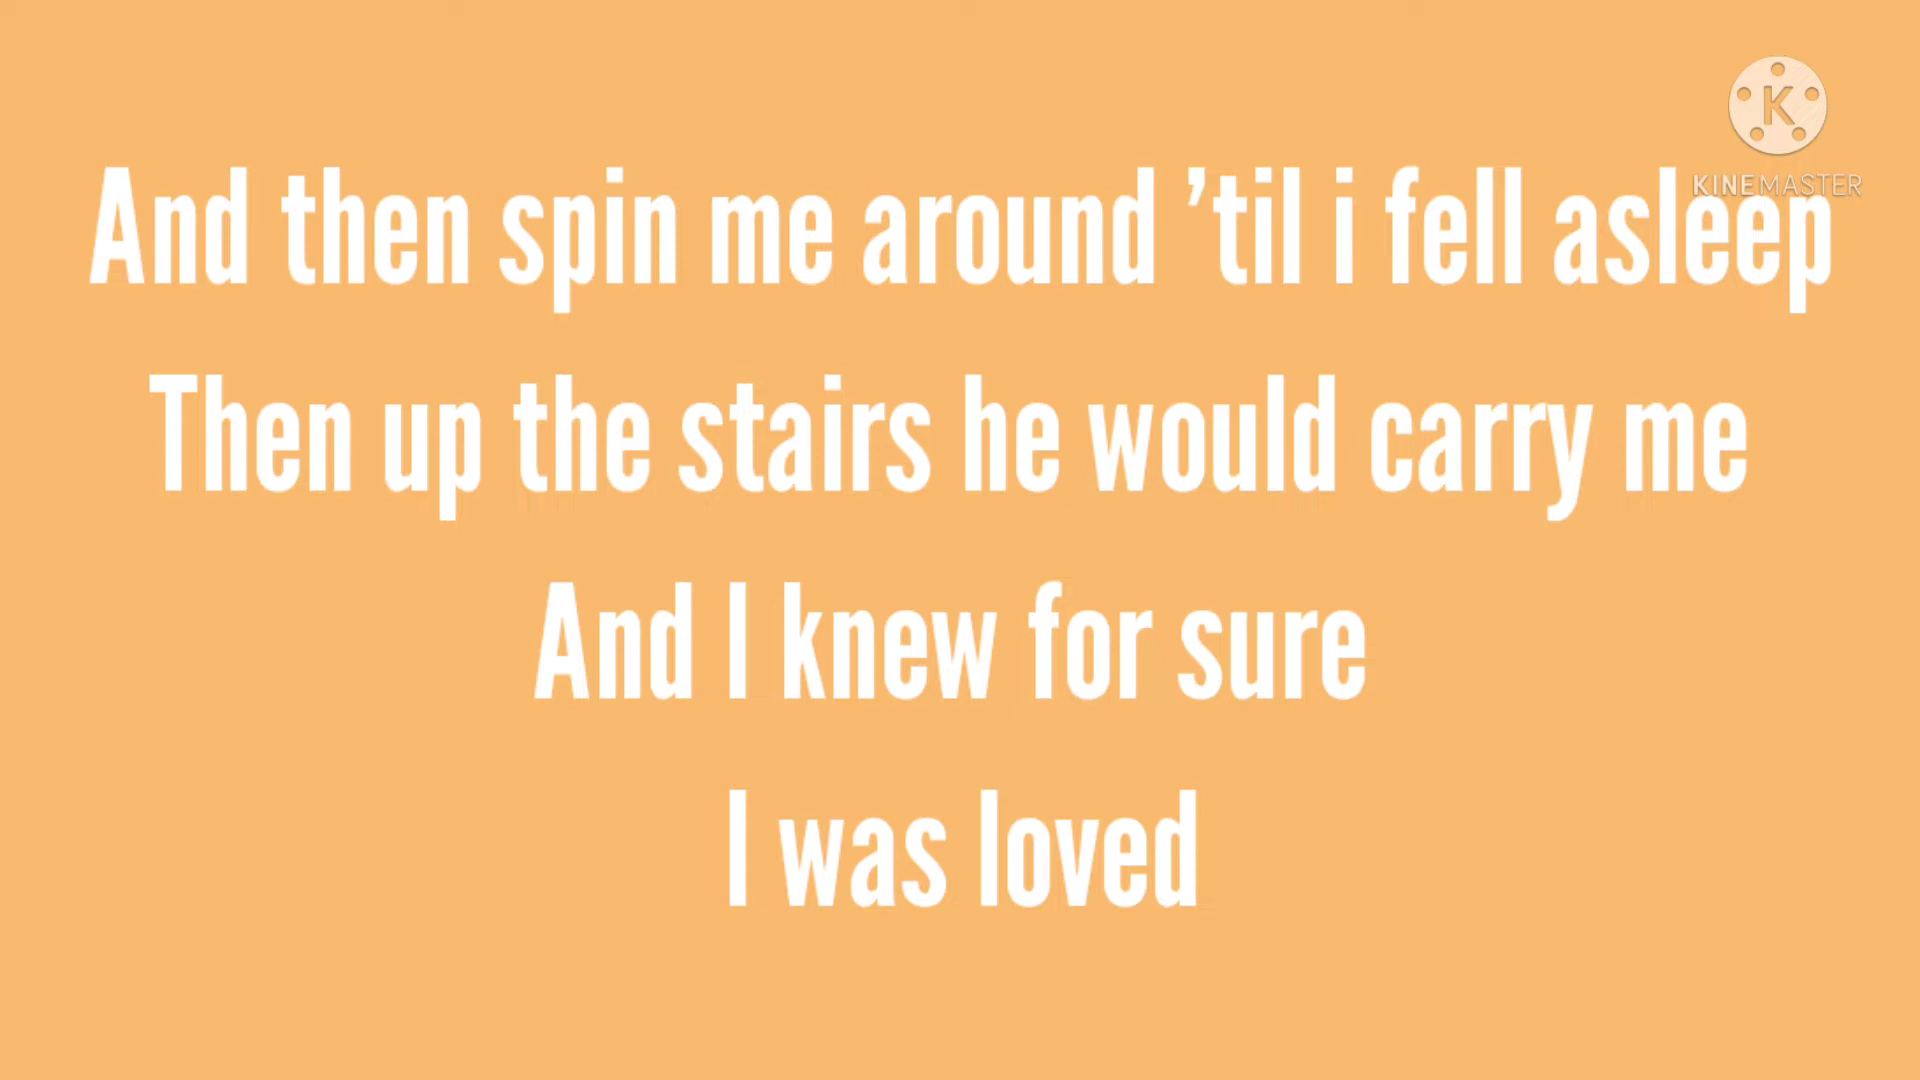 K
KINEMASTER
And then spin me around ’til i fell asleep
Then up the stairs he would carry me
And I knew for sure
I was loved